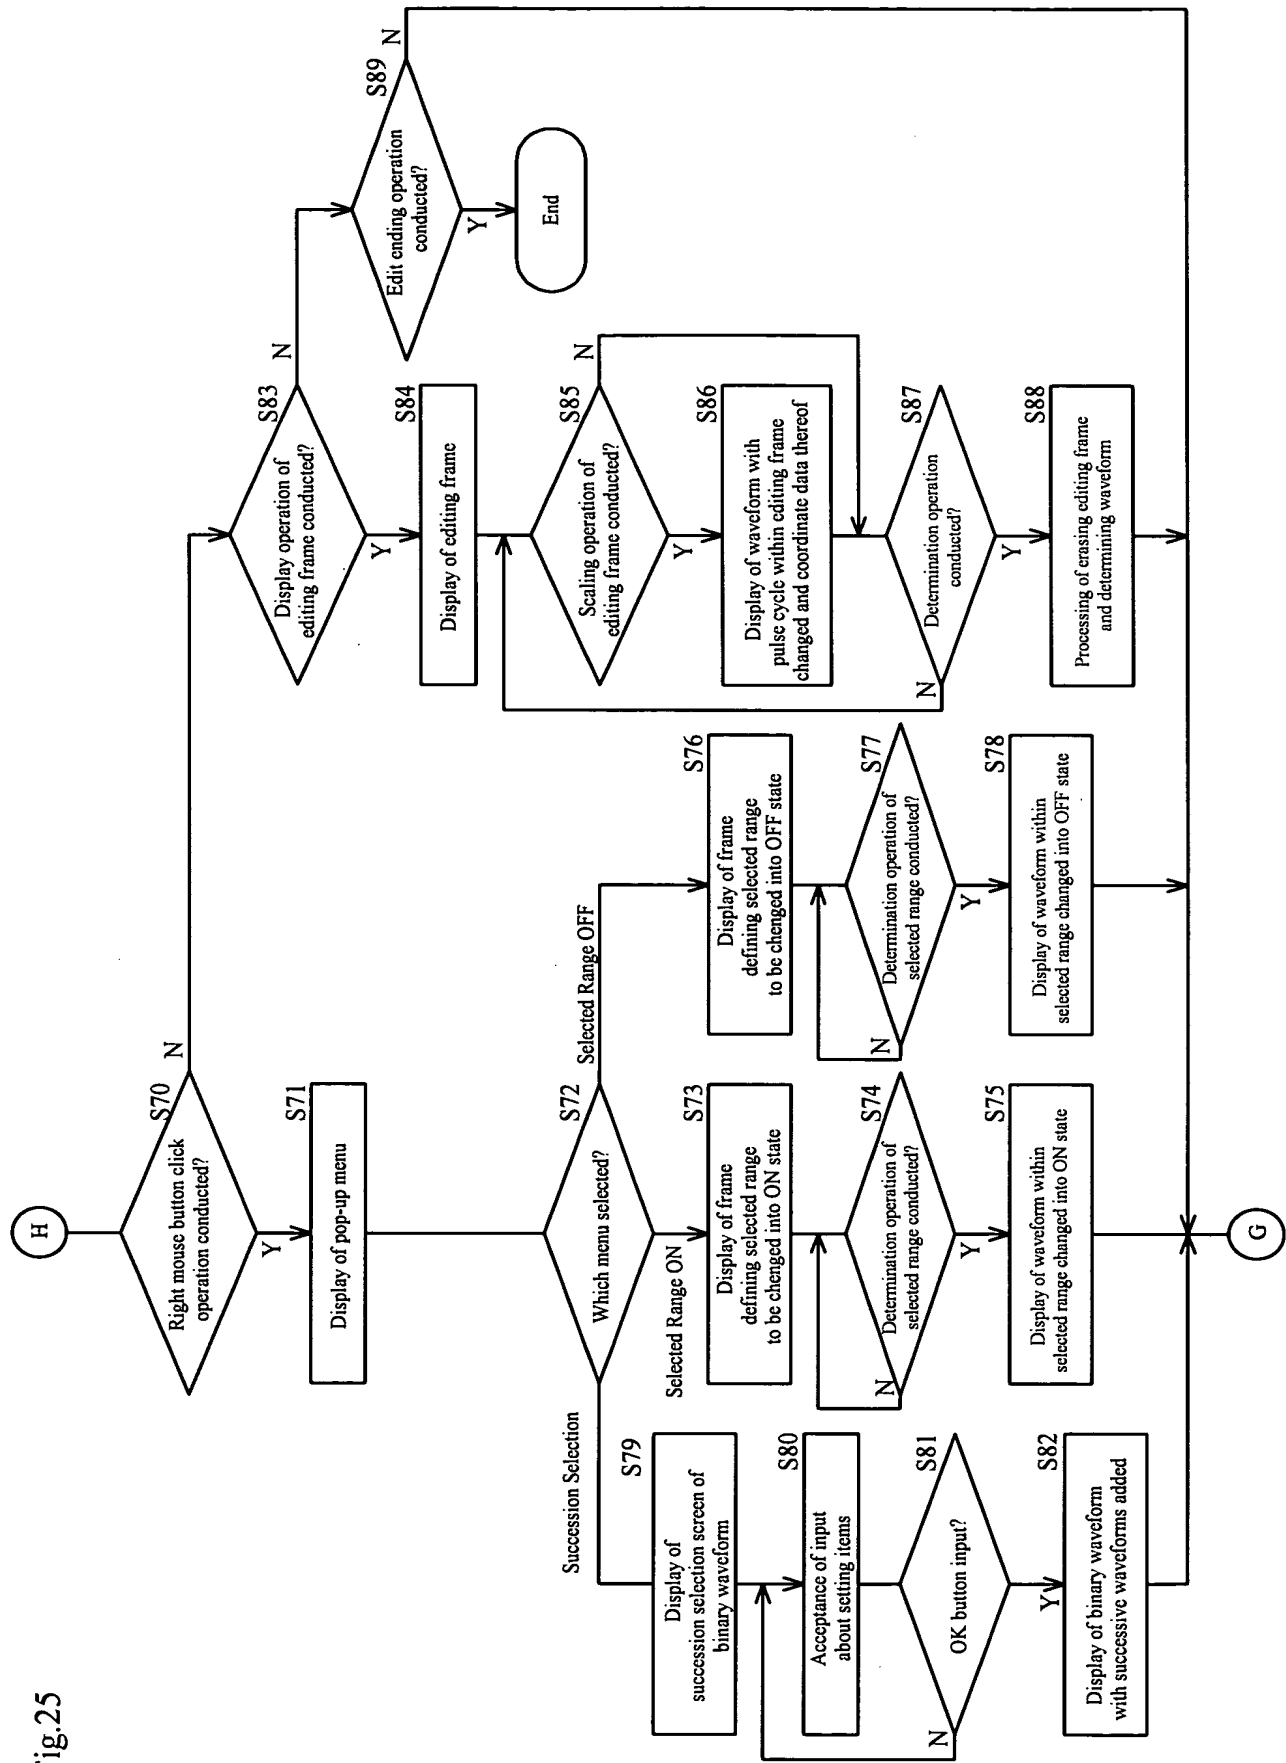 ig.25
H
S70
Right mouse button click
operation conducted?
N
Y
S71
Display of pop-up menu
S72
Which menu selected?
Succession Selection
Selected Range ON
Selected Range OFF
S79
Display of
succession selection screen of
binary waveform
S80
Acceptance of input
about setting items
S81
OK button input?
N
Y
S82
Display of binary waveform
with successive waveforms added
S73
Display of frame
defining selected range
to be chenged into ON state
S74
Determination operation of
selected range conducted?
N
Y
S75
Display of waveform within
selected range changed into ON state
S76
Display of frame
defining selected range
to be chenged into OFF state
S77
Determination operation of
selected range conducted?
N
Y
S78
Display of waveform within
selected range changed into OFF state
S83
Display operation of
editing frame conducted?
N
Y
S84
Display of editing frame
S85
Scaling operation of
editing frame conducted?
N
Y
S86
Display of waveform with
pulse cycle within editing frame
changed and coordinate data thereof
S87
Determination operation
conducted?
N
Y
S88
Processing of erasing editing frame
and determining waveform
S89
Edit ending operation
conducted?
N
Y
End
G